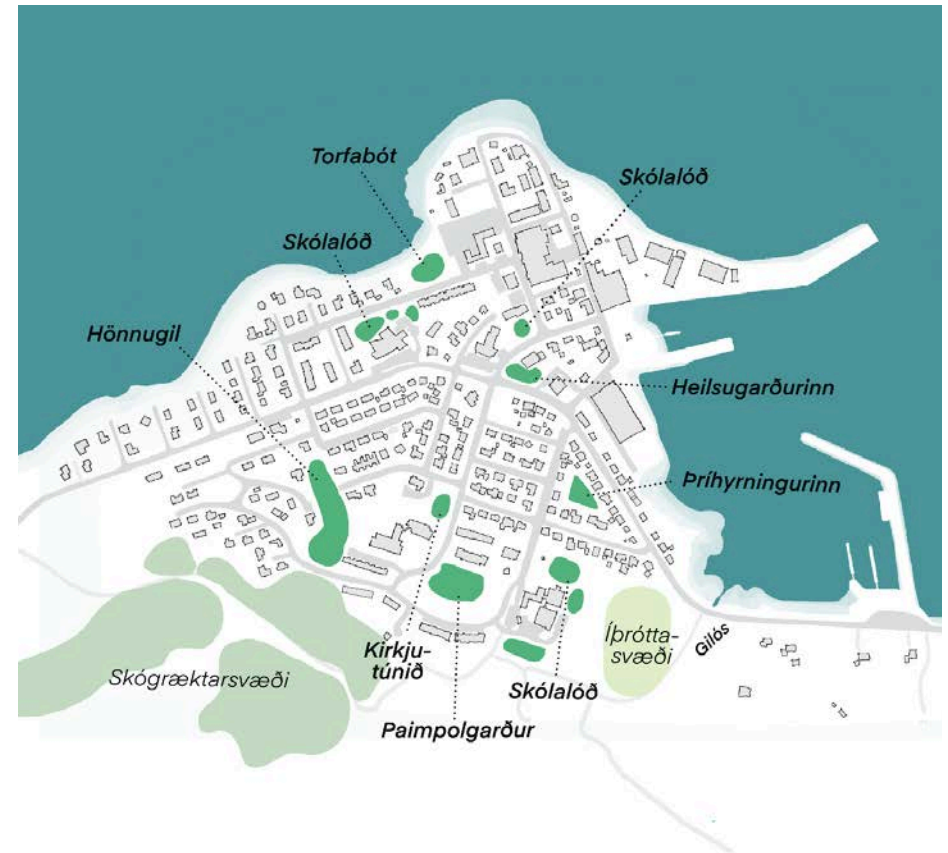 Torfabót
Skólalóð
Skólalóð
Hönnugil
Heilsugarðurinn
Þríhyrningurinn
Íþrótta-
svæði
Gilós
Kirkju-
túnið
Skógræktarsvæði
Skólalóð
Paimpolgarður